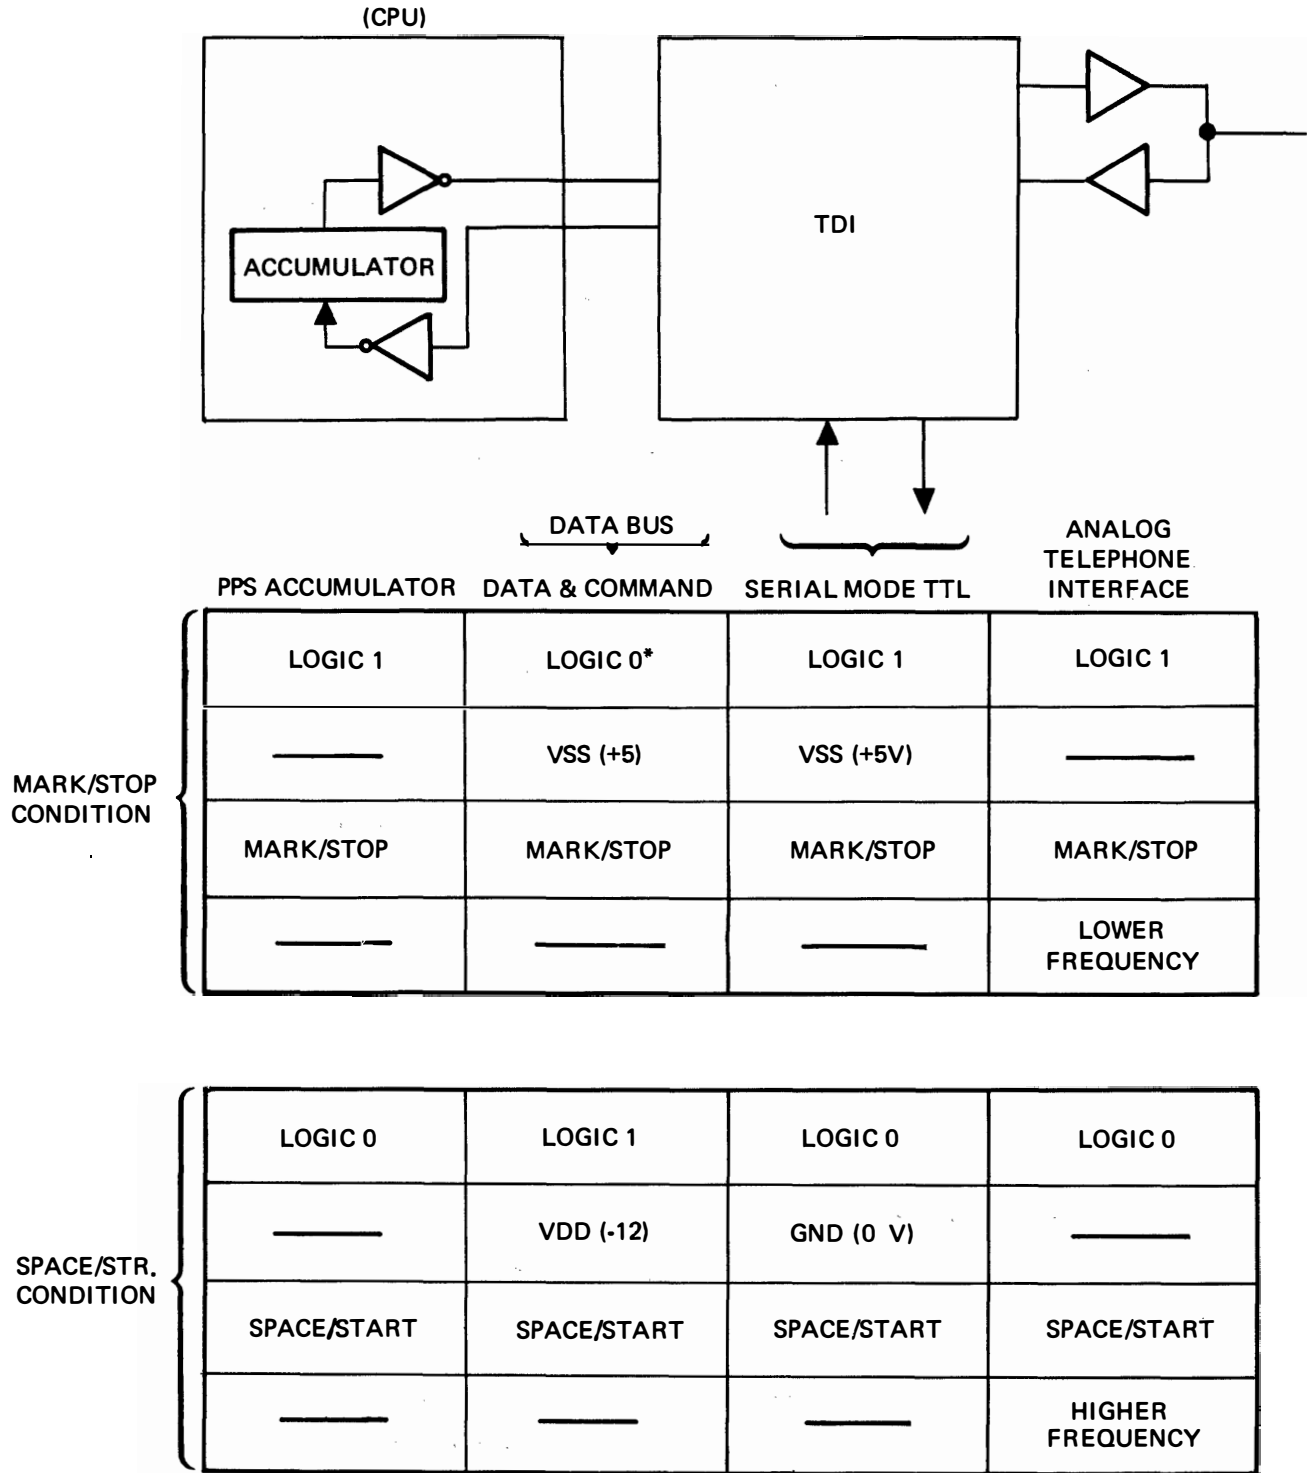 (CPU)
TDI
ACCUMULATOR
DATA BUS
ANALOG
TELEPHONE
INTERFACE
PPS ACCUMULATOR DATA & COMMAND SERIAL MODE TTL
LOGIC 1 LOGIC 0* LOGIC 1 LOGIC 1
VSS (+5) VSS (+5V)
MARK/STOP
CONDITION
MARK/STOP MARK/STOP MARK/STOP MARK/STOP
LOWER
FREQUENCY
LOGIC 0 LOGIC 1 LOGIC 0 LOGIC 0
VDD (-12) GND (0 V)
SPACE/STR.
CONDITION
SPACE/START SPACE/START SPACE/START SPACE/START
HIGHER
FREQUENCY